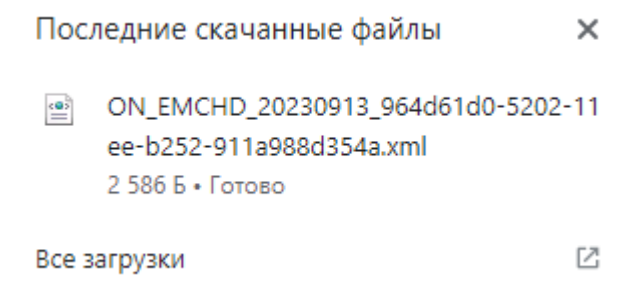 Последние скачанные файлы
ON_EMCHD_20230913_964d61d0-5202-11
ee-b252-911a988d354a.xml
2 586 Б • Готово
Все загрузки